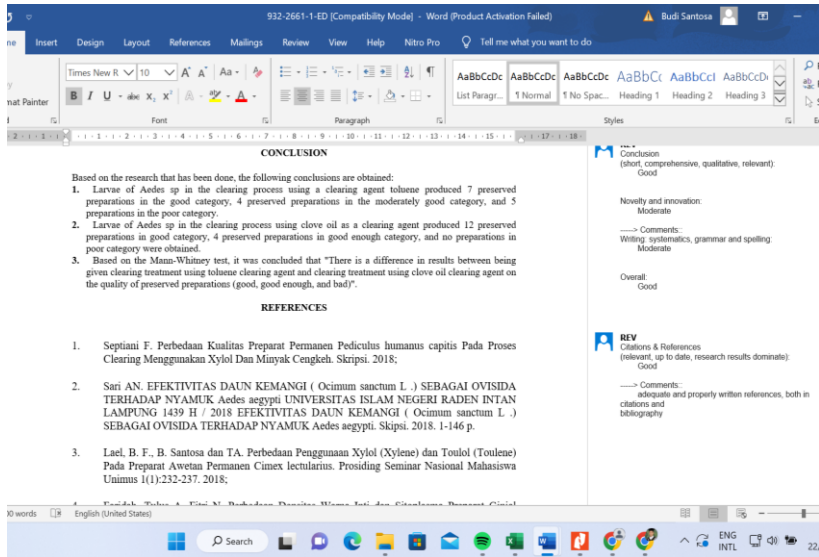 932-2661-1-ED [Compatibility Mode] - Word (Product Activation Failed)
Budi Santosa
Insert Design Layout References Mailings Review View Help Nitro Pro Tell me what you want to do
Times New R 10
mat Painter
Font
Paragraph
Styles
AaBbCcDc AaBbCcDc AaBbCcDc AaBbCc AaBbCcI AaBbCcD
List Paragr... ¶ Normal ¶ No Spac... Heading 1 Heading 2 Heading 3
CONCLUSION
Based on the research that has been done, the following conclusions are obtained:
1. Larvae of Aedes sp in the clearing process using a clearing agent toluene produced 7 preserved
preparations in the good category, 4 preserved preparations in the moderately good category, and 5
preparations in the poor category.
2. Larvae of Aedes sp in the clearing process using clove oil as a clearing agent produced 12 preserved
preparations in good category, 4 preserved preparations in good enough category, and no preparations in
poor category were obtained.
3. Based on the Mann-Whitney test, it was concluded that "There is a difference in results between being
given clearing treatment using toluene clearing agent and clearing treatment using clove oil clearing agent on
the quality of preserved preparations (good, good enough, and bad)".
REFERENCES
1. Septiani F. Perbedaan Kualitas Preparat Permanen Pediculus humanus capitis Pada Proses
Clearing Menggunakan Xylol Dan Minyak Cengkeh. Skripsi. 2018;
2. Sari AN. EFEKTIVITAS DAUN KEMANGI ( Ocimum sanctum L .) SEBAGAI OVISIDA
TERHADAP NYAMUK Aedes aegypti UNIVERSITAS ISLAM NEGERI RADEN INTAN
LAMPUNG 1439 H / 2018 EFEKTIVITAS DAUN KEMANGI ( Ocimum sanctum L .)
SEBAGAI OVISIDA TERHADAP NYAMUK Aedes aegypti. Skipsi. 2018. 1-146 p.
3. Lael, B. F., B. Santosa dan TA. Perbedaan Penggunaan Xylol (Xylene) dan Toulol (Toulene)
Pada Preparat Awetan Permanen Cimex lectularius. Prosiding Seminar Nasional Mahasiswa
Unimus 1(1):232-237. 2018;
REV
Conclusion
(short, comprehensive, qualitative, relevant):
Good
Novelty and innovation:
Moderate
----> Comments::
Writing: systematics, grammar and spelling:
Moderate
Overall:
Good
REV
Citations & References
(relevant, up to date, research results dominate):
Good
----> Comments::
adequate and properly written references, both in
citations and
bibliography
words English (United States)
Search
ENG
INTL
22